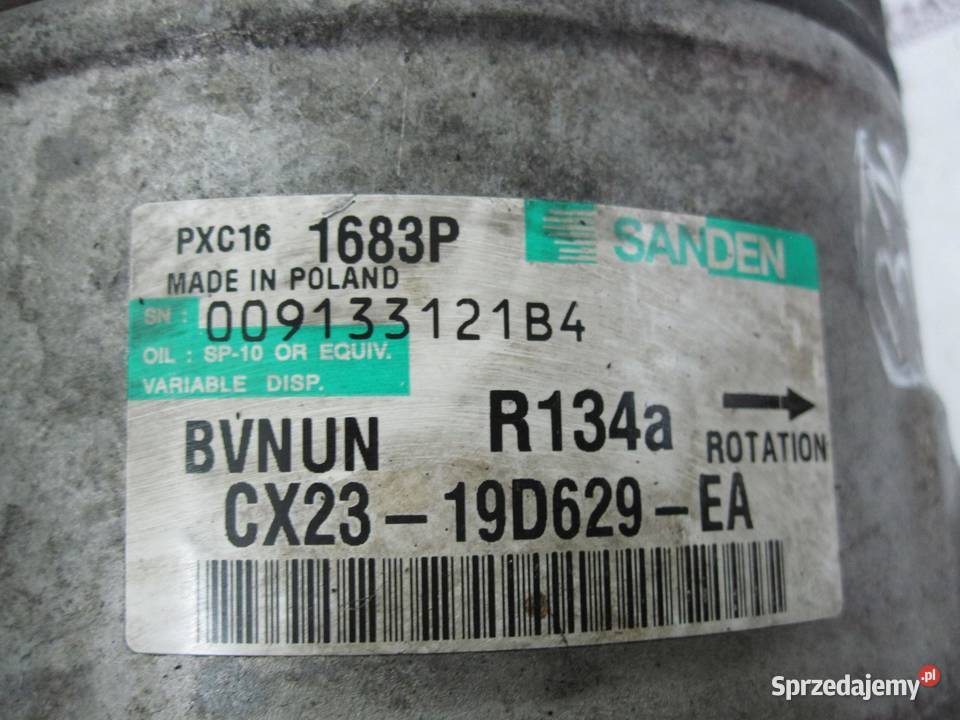 PXC16 1683P SANDEN
MADE IN POLAND
SN : 009133121B4
OIL : SP-10 OR EQUIV.
VARIABLE DISP.
BVNUN R134a ROTATION
CX23-19D629-EA
Sprzedajemy.pl